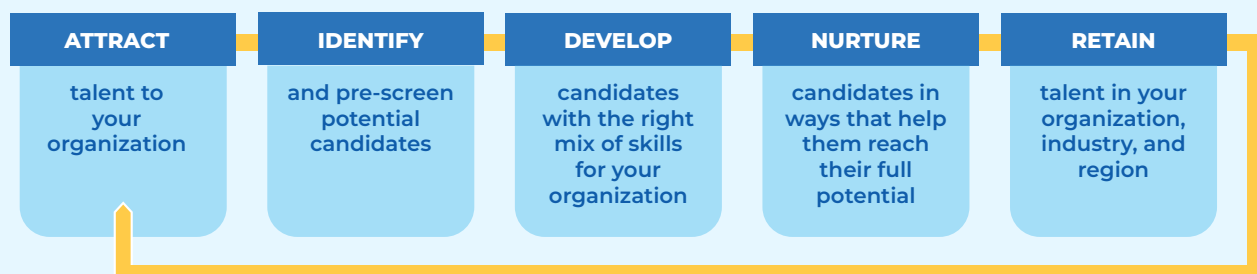 ATTRACT
talent to
your
organization
IDENTIFY
and pre-screen
potential
candidates
DEVELOP
candidates
with the right
mix of skills
for your
organization
NURTURE
candidates in
ways that help
them reach
their full
potential
RETAIN
talent in your
organization,
industry, and
region